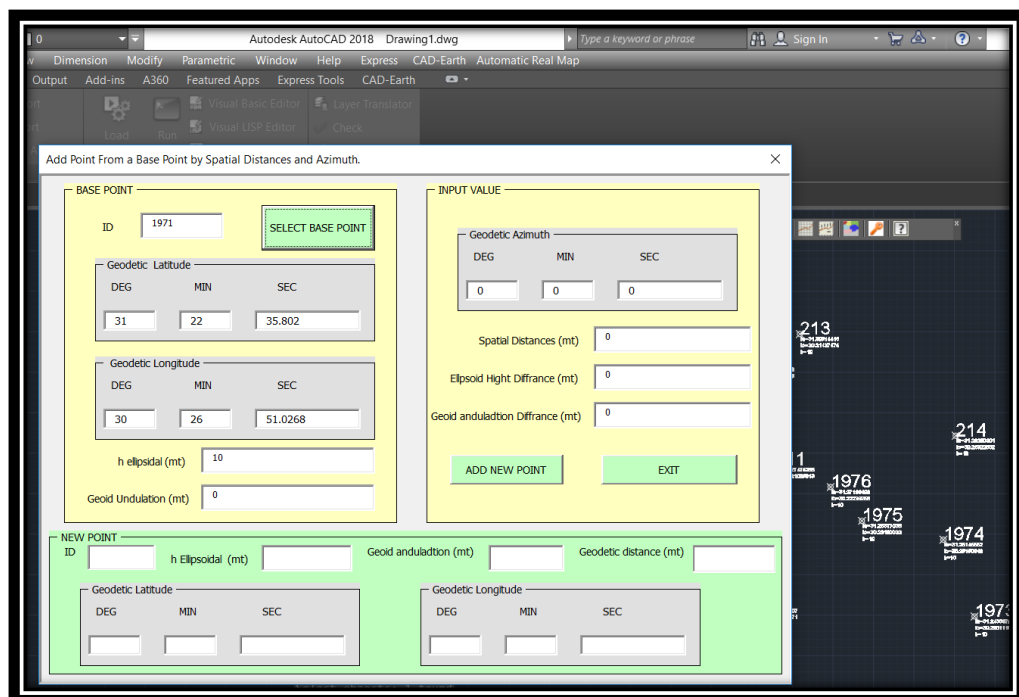 0 Autodesk AutoCAD 2018 Drawing1.dwg Type a keyword or phrase Sign In
Dimension Modify Parametric Window Help Express CAD-Earth Automatic Real Map
Output Add-ins A360 Featured Apps Express Tools CAD-Earth
Visual Basic Editor Layer Translator
Load Run Visual LISP Editor Check
Add Point From a Base Point by Spatial Distances and Azimuth.
BASE POINT
ID 1971 SELECT BASE POINT
Geodetic Latitude
DEG MIN SEC
31 22 35.802
Geodetic Longitude
DEG MIN SEC
30 26 51.0268
h elipsidal (mt) 10
Geoid Undulation (mt) 0
INPUT VALUE
Geodetic Azimuth
DEG MIN SEC
0 0 0
Spatial Distances (mt) 0
Ellpsoid Hight Diffrance (mt) 0
Geoid anduladtion Diffrance (mt) 0
ADD NEW POINT EXIT
NEW POINT
ID h Ellipsoidal (mt) Geoid anduladtion (mt) Geodetic distance (mt)
Geodetic Latitude
DEG MIN SEC
Geodetic Longitude
DEG MIN SEC
213
214
1976
1975
1974